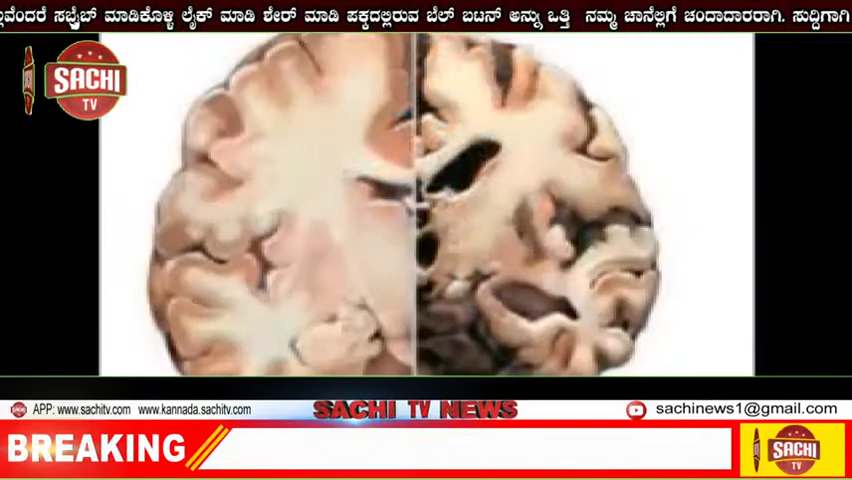 ಲ್ಲವೆಂದರೆ ಸಬ್ಸ್ರೈಬ್ ಮಾಡಿಕೊಳ್ಳಿ ಲೈಕ್ ಮಾಡಿ ಶೇರ್ ಮಾಡಿ ಪಕ್ಕದಲ್ಲಿರುವ ಬೆಲ್ ಬಟನ್ ಅನ್ನು ಒತ್ತಿ ನಮ್ಮ ಚಾನೆಲ್ಲಿಗೆ ಚಂದಾದಾರರಾಗಿ. ಸುದ್ದಿಗಾಗಿ
SACHI
TV
APP: www.sachitv.com www.kannada.sachitv.com SACHI TV NEWS sachinews1@gmail.com
BREAKING
SACHI
TV